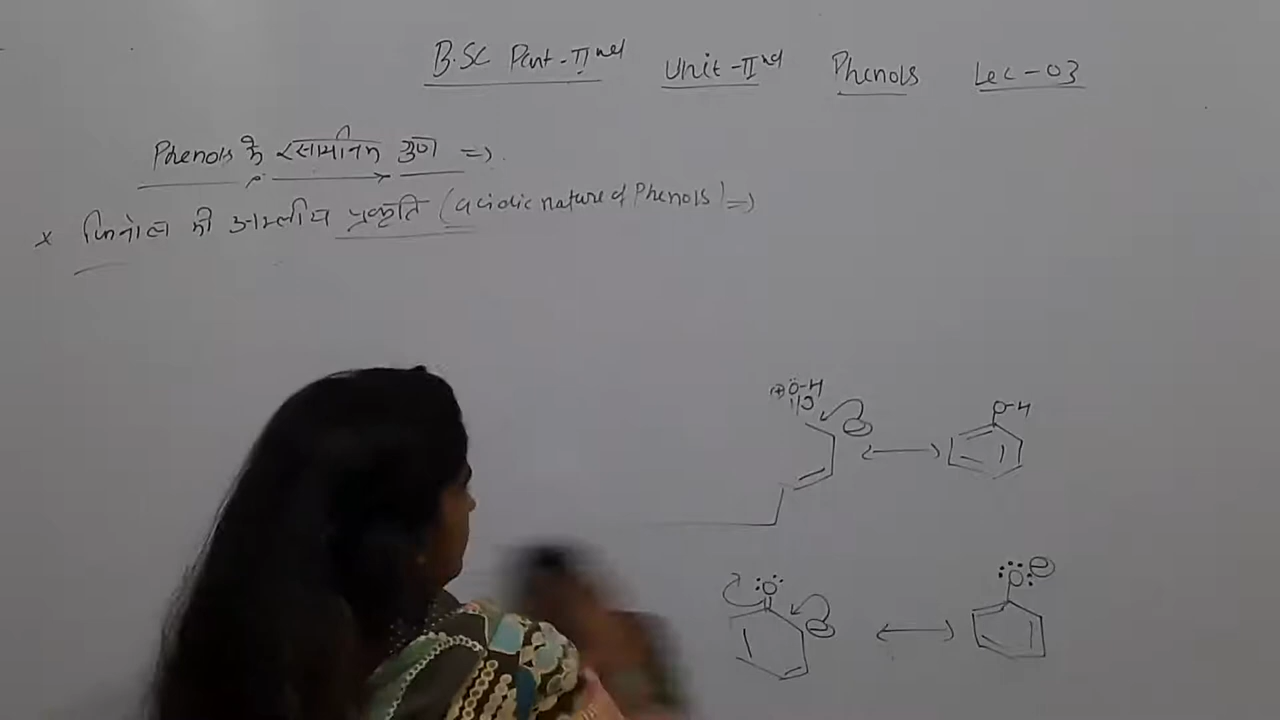 B.SC Part-IInd Unit-IInd Phenols Lec-03
Phenols के रसायनिक गुण =>
x फिनोल की अम्लीय प्रकृति (acidic nature of Phenols) =>
O-H
O-H
O
O